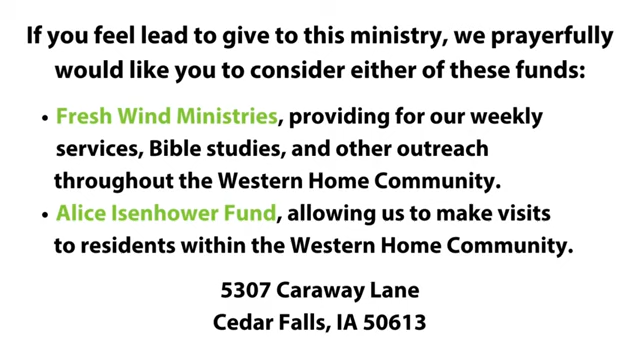 If you feel lead to give to this ministry, we prayerfully
would like you to consider either of these funds:
• Fresh Wind Ministries, providing for our weekly
services, Bible studies, and other outreach
throughout the Western Home Community.
• Alice Isenhower Fund, allowing us to make visits
to residents within the Western Home Community.
5307 Caraway Lane
Cedar Falls, IA 50613